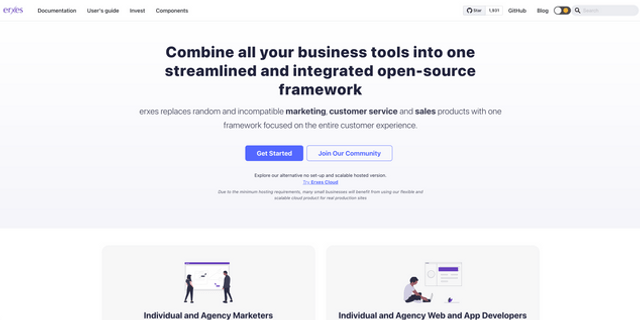 erxes Documentation User's guide Invest Components Star 1,931 GitHub Blog Search
Combine all your business tools into one
streamlined and integrated open-source
framework
erxes replaces random and incompatible marketing, customer service and sales products with one
framework focused on the entire customer experience.
Get Started Join Our Community
Explore our alternative no set-up and scalable hosted version.
Try Erxes Cloud!
Due to the minimum hosting requirements, many small businesses will benefit from using our flexible and
scalable cloud product for real production sites
Individual and Agency Marketers Individual and Agency Web and App Developers